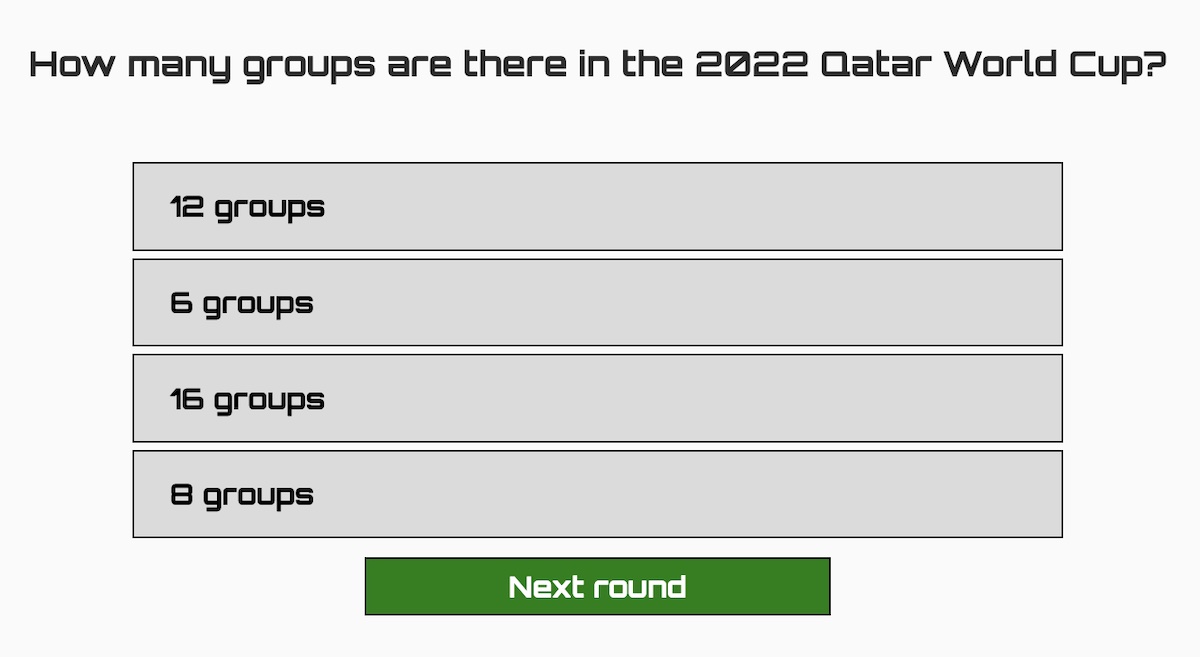 How many groups are there in the 2022 Qatar World Cup?
12 groups
6 groups
16 groups
8 groups
Next round